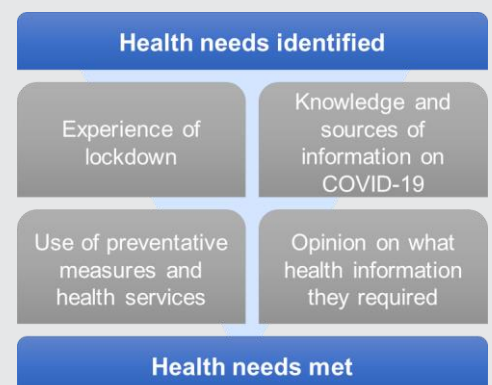 Health needs identified
Experience of
lockdown
Knowledge and
sources of
information on
COVID-19
Use of preventative
measures and
health services
Opinion on what
health information
they required
Health needs met